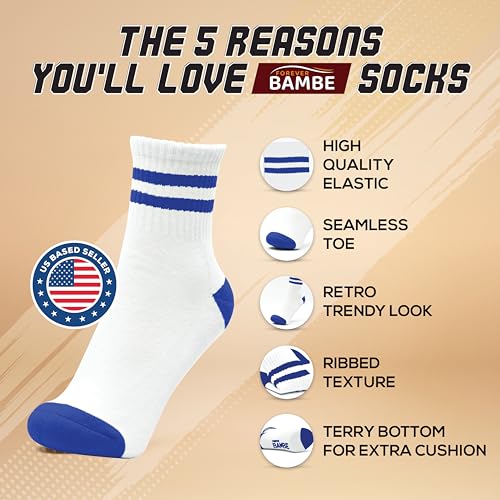 THE 5 REASONS
YOU'LL LOVE FOREVER BAMBE SOCKS
HIGH
QUALITY
ELASTIC
US BASED SELLER
SEAMLESS
TOE
RETRO
TRENDY LOOK
RIBBED
TEXTURE
BAMBE
TERRY BOTTOM
FOR EXTRA CUSHION